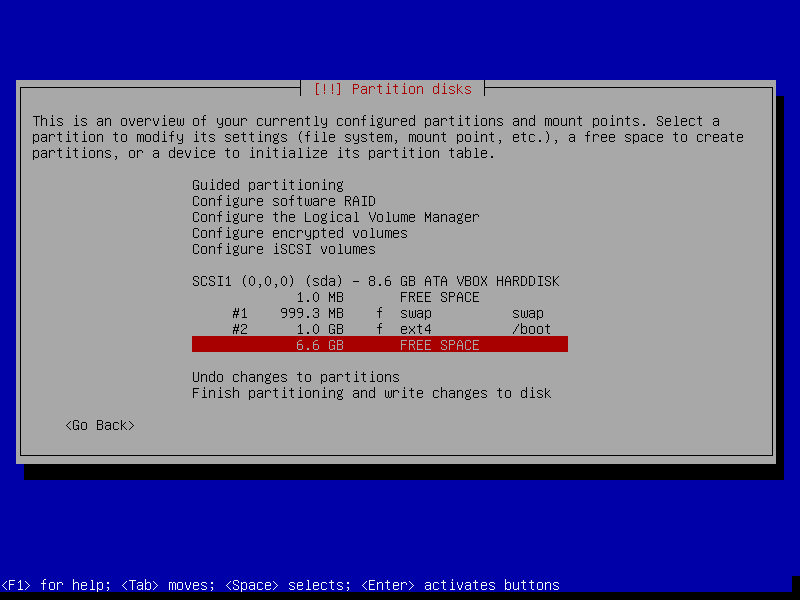 [!!] Partition disks
This is an overview of your currently configured partitions and mount points. Select a
partition to modify its settings (file system, mount point, etc.), a free space to create
partitions, or a device to initialize its partition table.
Guided partitioning
Configure software RAID
Configure the Logical Volume Manager
Configure encrypted volumes
Configure iSCSI volumes
SCSI1 (0,0,0) (sda) - 8.6 GB ATA VBOX HARDDISK
1.0 MB FREE SPACE
#1 999.3 MB f swap swap
#2 1.0 GB f ext4 /boot
6.6 GB FREE SPACE
Undo changes to partitions
Finish partitioning and write changes to disk
<Go Back>
<F1> for help; <Tab> moves; <Space> selects; <Enter> activates buttons